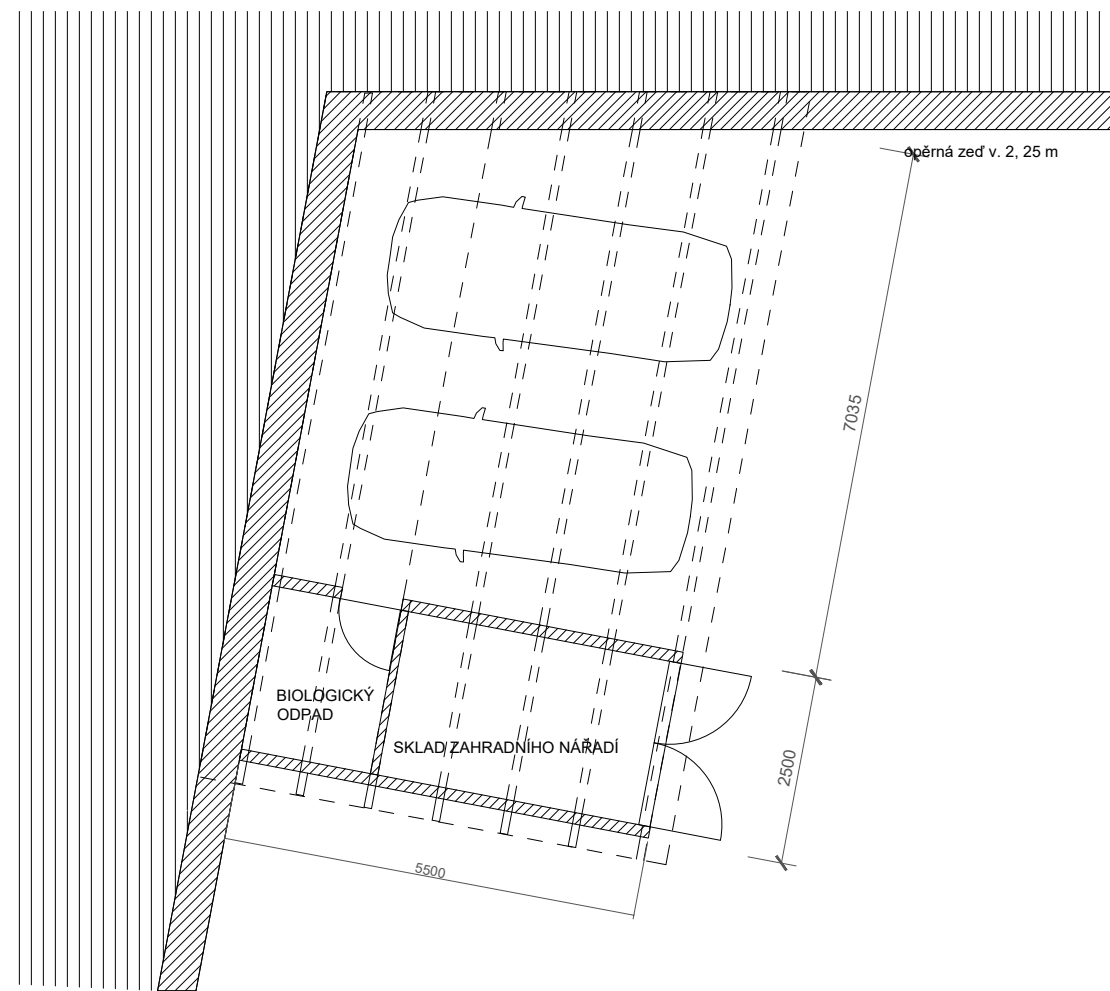 opěrná zeď v. 2, 25 m
7035
BIOLOGICKÝ
ODPAD
SKLAD ZAHRADNÍHO NÁŘADÍ
2500
5500